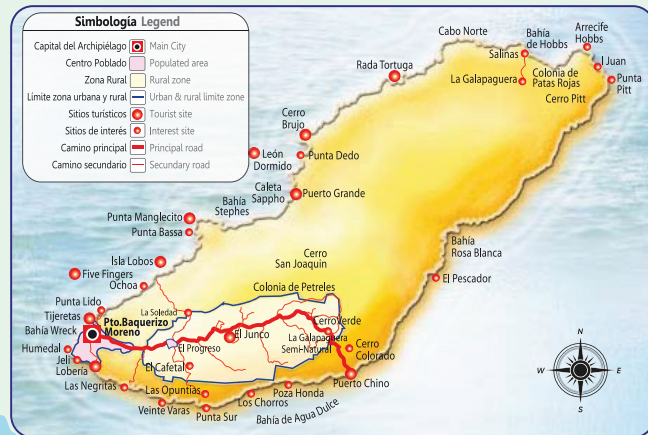 Simbología Legend
Capital del Archipiélago Main City
Centro Poblado Populated area
Zona Rural Rural zone
Límite zona urbana y rural Urban & rural limite zone
Sitios turísticos Tourist site
Sitios de interés Interest site
Camino principal Principal road
Camino secundario Secundary road
Cabo Norte
Bahía
de Hobbs
Arrecife
Hobbs
Salinas
I Juan
Rada Tortuga
La Galapaguera
Colonia de
Patas Rojas
Punta
Pitt
Cerro Pitt
Cerro
Brujo
León
Dormido
Punta Dedo
Caleta
Sappho
Puerto Grande
Bahía
Stephes
Punta Manglecito
Punta Bassa
Bahía
Rosa Blanca
Cerro
San Joaquin
Isla Lobos
Five Fingers
Ochoa
El Pescador
Colonia de Petreles
Punta Lido
La Soledad
Tijeretas
Pto.Baquerizo
Moreno
Bahía Wreck
CerroVerde
El Junco
La Galapaguera
Semi-Natural
El Progreso
Humedal
Cerro
Colorado
Jeli
Lobería
El Cafetal
Puerto Chino
Las Negritas
Las Opuntias
Los Chorros
Poza Honda
Veinte Varas
Punta Sur
Bahía de Agua Dulce
N
W
E
S